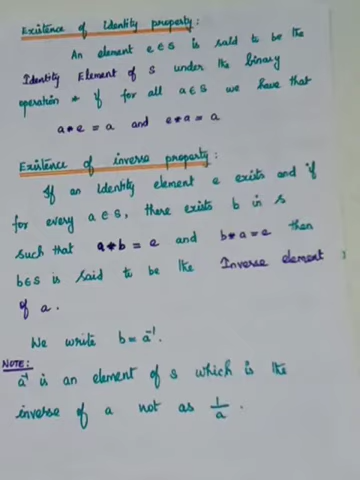 Existence of Identity property:
An element e∈s is said to be the
Identity Element of S under the binary
operation * if for all a∈s we have that
a*e = a and e*a = a
Existence of inverse property:
If an Identity element e exists and if
for every a∈s, there exists b in s
such that a*b = e and b*a = e then
b∈s is said to be the Inverse element
of a.
We write b = a⁻¹.
NOTE:
a⁻¹ is an element of s which is the
inverse of a not as 1/a.